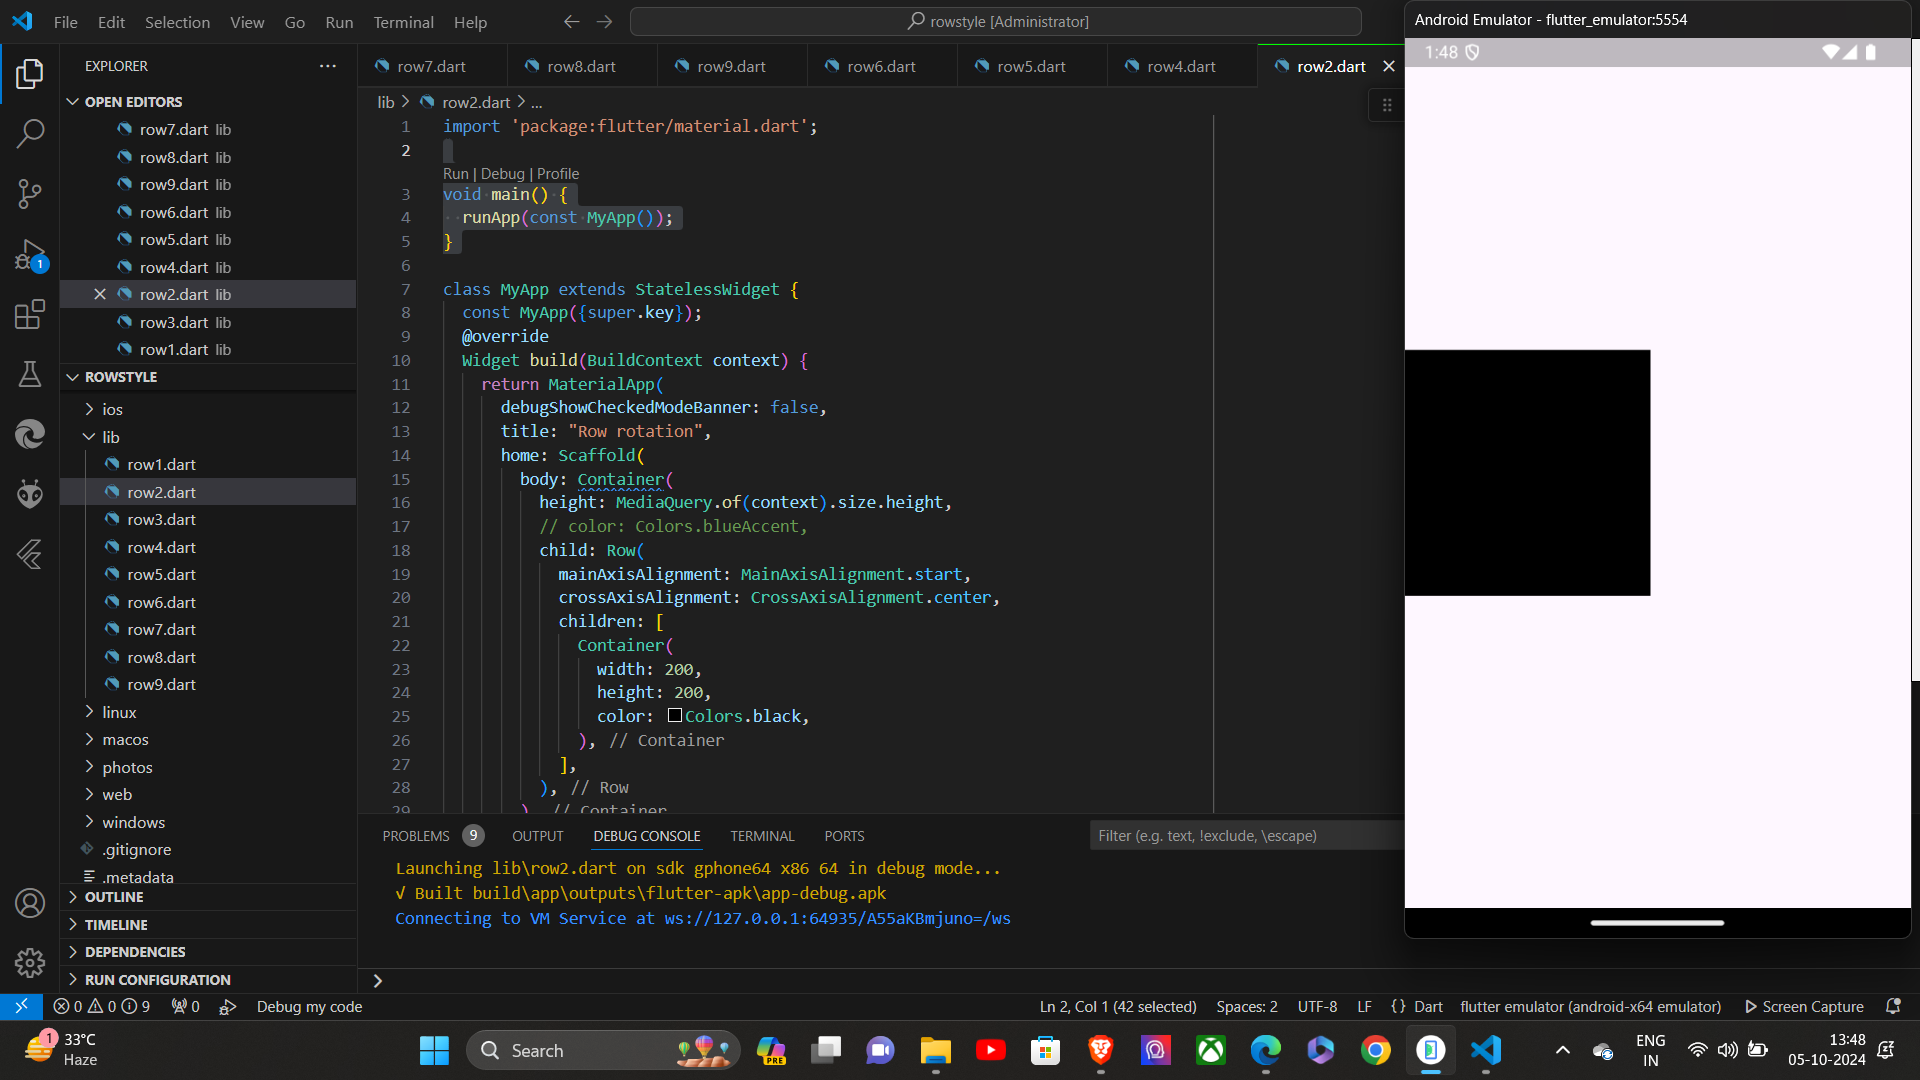 File Edit Selection View Go Run Terminal Help
rowstyle [Administrator]
EXPLORER
OPEN EDITORS
row7.dart lib
row8.dart lib
row9.dart lib
row6.dart lib
row5.dart lib
row4.dart lib
row2.dart lib
row3.dart lib
row1.dart lib
ROWSTYLE
ios
lib
row1.dart
row2.dart
row3.dart
row4.dart
row5.dart
row6.dart
row7.dart
row8.dart
row9.dart
linux
macos
photos
web
windows
.gitignore
.metadata
OUTLINE
TIMELINE
DEPENDENCIES
RUN CONFIGURATION
1
row7.dart row8.dart row9.dart row6.dart row5.dart row4.dart row2.dart
lib > row2.dart > ...
1 import 'package:flutter/material.dart';
2
Run | Debug | Profile
3 void main() {
4 runApp(const MyApp());
5 }
6
7 class MyApp extends StatelessWidget {
8 const MyApp({super.key});
9 @override
10 Widget build(BuildContext context) {
11 return MaterialApp(
12 debugShowCheckedModeBanner: false,
13 title: "Row rotation",
14 home: Scaffold(
15 body: Container(
16 height: MediaQuery.of(context).size.height,
17 // color: Colors.blueAccent,
18 child: Row(
19 mainAxisAlignment: MainAxisAlignment.start,
20 crossAxisAlignment: CrossAxisAlignment.center,
21 children: [
22 Container(
23 width: 200,
24 height: 200,
25 color: Colors.black,
26 ), // Container
27 ],
28 ), // Row
29 ), // Container
PROBLEMS 9 OUTPUT DEBUG CONSOLE TERMINAL PORTS
Filter (e.g. text, !exclude, \escape)
Launching lib\row2.dart on sdk gphone64 x86 64 in debug mode...
√ Built build\app\outputs\flutter-apk\app-debug.apk
Connecting to VM Service at ws://127.0.0.1:64935/A55aKBmjuno=/ws
Android Emulator - flutter_emulator:5554
1:48
0 0 9 0 Debug my code
Ln 2, Col 1 (42 selected) Spaces: 2 UTF-8 LF {} Dart flutter emulator (android-x64 emulator) Screen Capture
1
33°C
Haze
Search
PRE
ENG
IN
13:48
05-10-2024